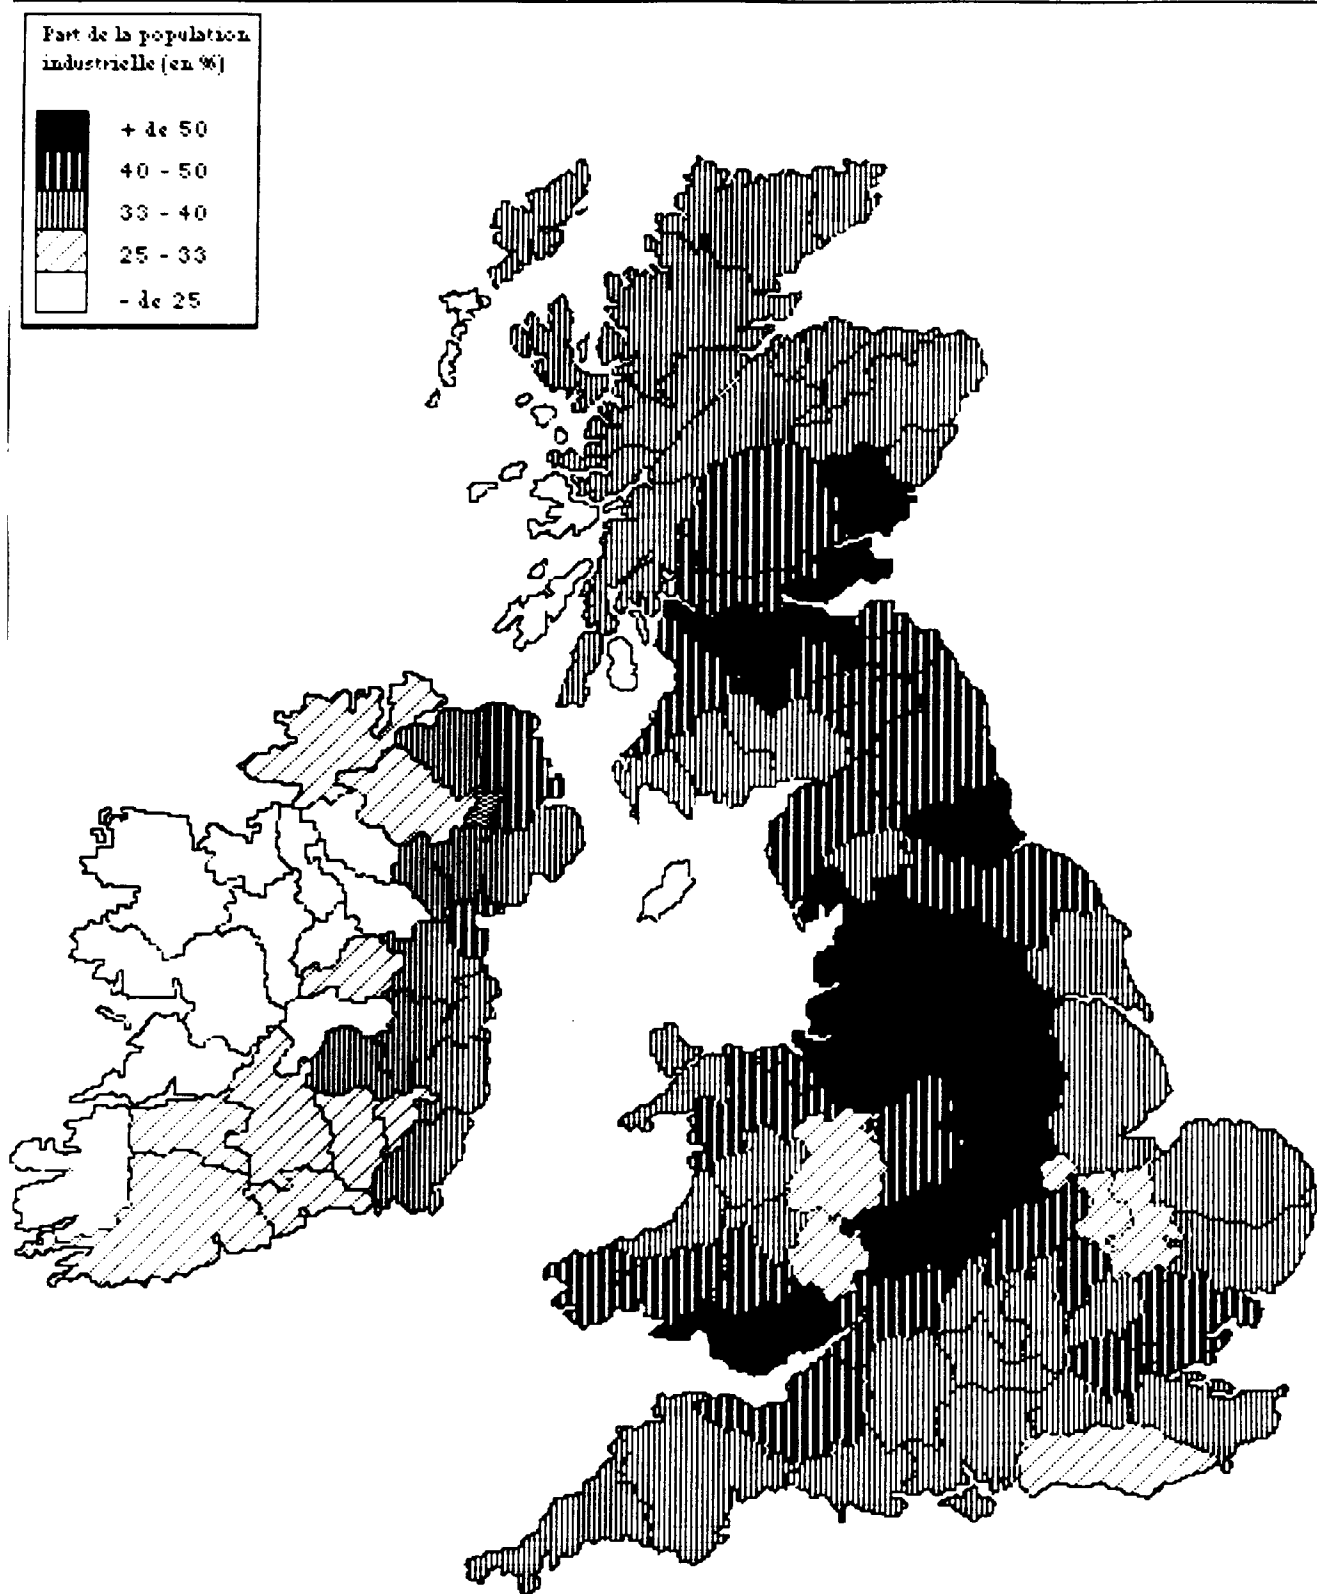 Part de la population
industrielle (en %)
+ de 50
40 - 50
33 - 40
25 - 33
- de 25